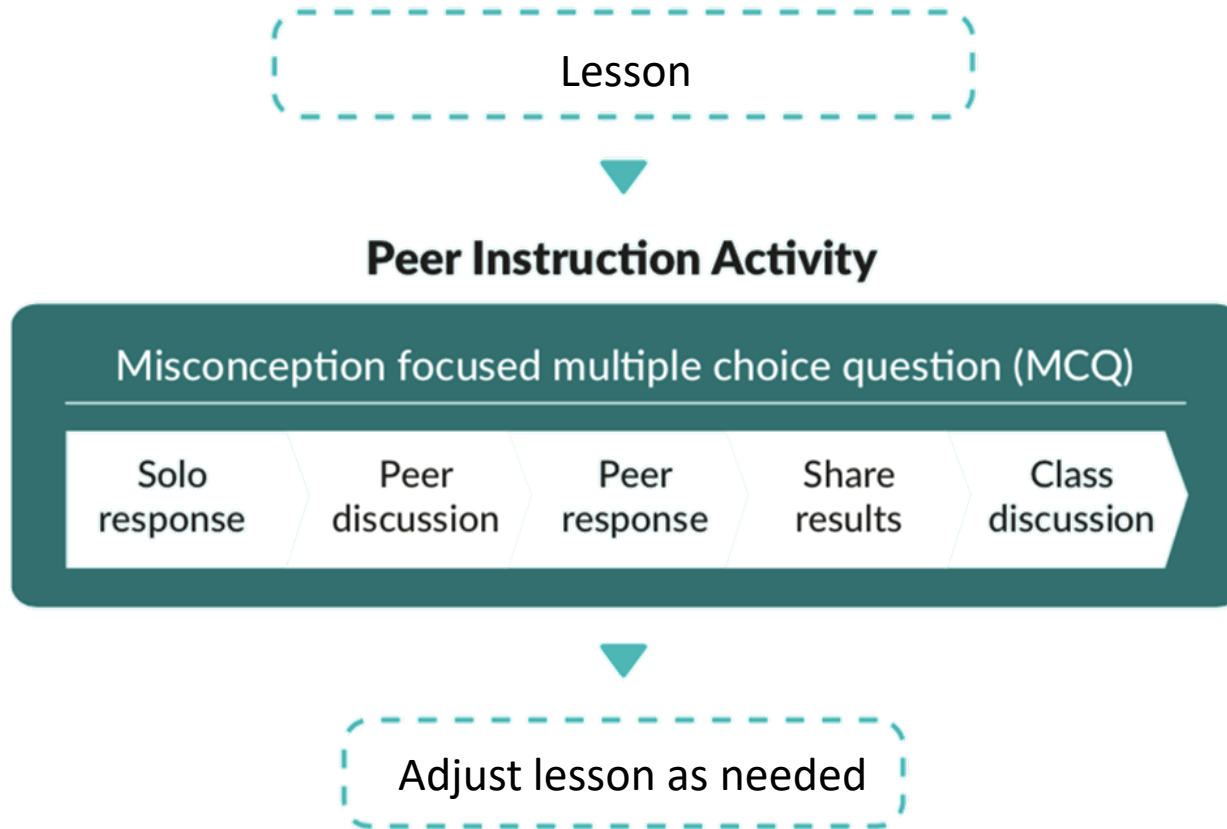 Lesson
Peer Instruction Activity
Misconception focused multiple choice question (MCQ)
Solo
response
Peer
discussion
Peer
response
Share
results
Class
discussion
Adjust lesson as needed